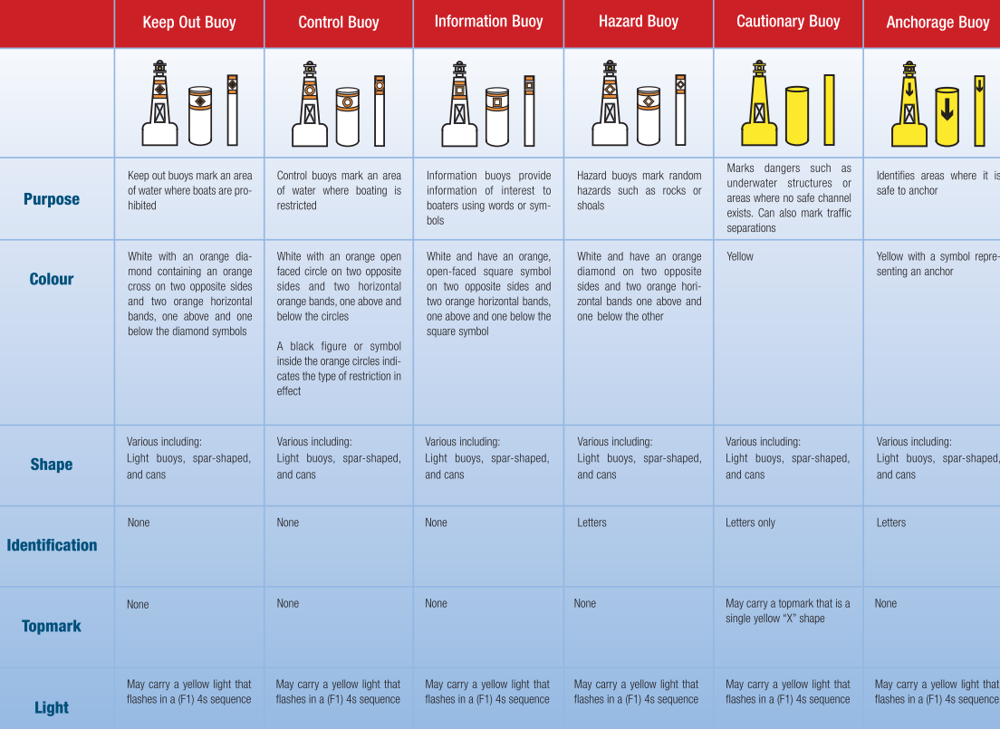 Keep Out Buoy
Control Buoy
Information Buoy
Hazard Buoy
Cautionary Buoy
Anchorage Buoy
Purpose
Keep out buoys mark an area
of water where boats are pro-
hibited
Control buoys mark an area
of water where boating is
restricted
Information buoys provide
information of interest to
boaters using words or sym-
bols
Hazard buoys mark random
hazards such as rocks or
shoals
Marks dangers such as
underwater structures or
areas where no safe channel
exists. Can also mark traffic
separations
Identifies areas where it is
safe to anchor
Colour
White with an orange dia-
mond containing an orange
cross on two opposite sides
and two orange horizontal
bands, one above and one
below the diamond symbols
White with an orange open
faced circle on two opposite
sides and two horizontal
orange bands, one above and
below the circles
A black figure or symbol
inside the orange circles indi-
cates the type of restriction in
effect
White and have an orange,
open-faced square symbol
on two opposite sides and
two orange horizontal bands,
one above and one below the
square symbol
White and have an orange
diamond on two opposite
sides and two orange hori-
zontal bands one above and
one below the other
Yellow
Yellow with a symbol repre-
senting an anchor
Shape
Various including:
Light buoys, spar-shaped,
and cans
Various including:
Light buoys, spar-shaped,
and cans
Various including:
Light buoys, spar-shaped,
and cans
Various including:
Light buoys, spar-shaped,
and cans
Various including:
Light buoys, spar-shaped,
and cans
Various including:
Light buoys, spar-shaped,
and cans
Identification
None
None
None
Letters
Letters only
Letters
Topmark
None
None
None
None
May carry a topmark that is a
single yellow “X” shape
None
Light
May carry a yellow light that
flashes in a (F1) 4s sequence
May carry a yellow light that
flashes in a (F1) 4s sequence
May carry a yellow light that
flashes in a (F1) 4s sequence
May carry a yellow light that
flashes in a (F1) 4s sequence
May carry a yellow light that
flashes in a (F1) 4s sequence
May carry a yellow light that
flashes in a (F1) 4s sequence